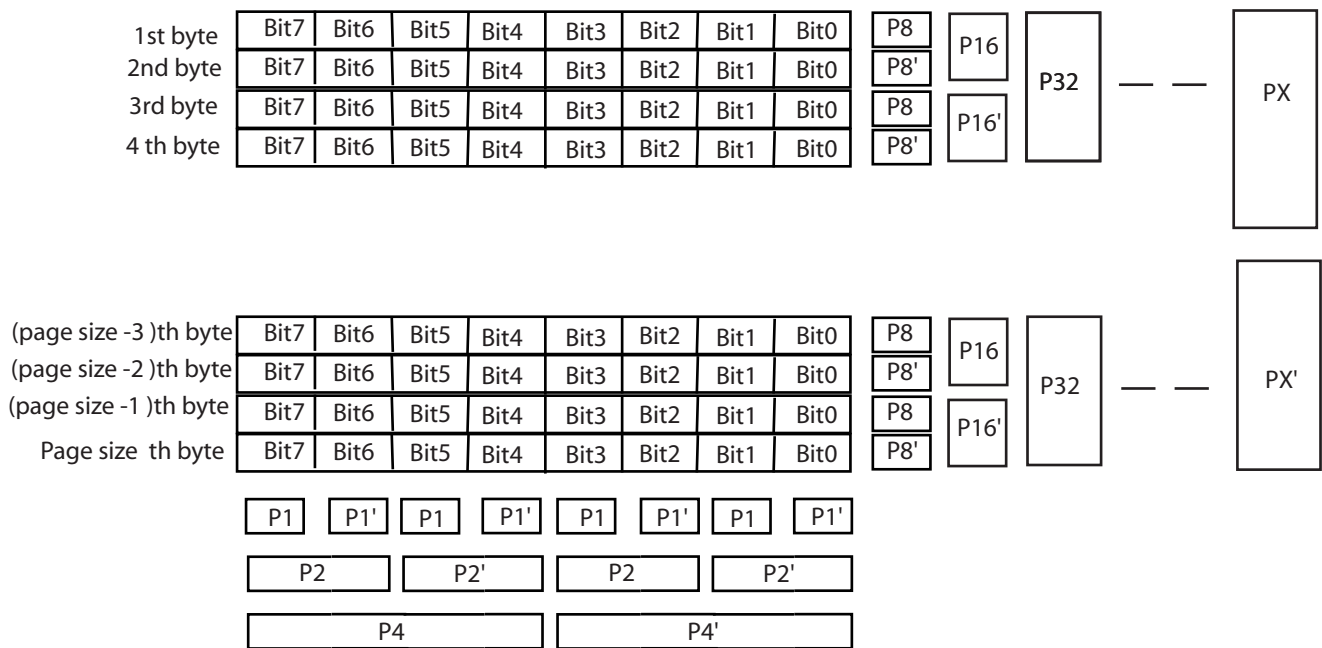 1st byte Bit7 Bit6 Bit5 Bit4 Bit3 Bit2 Bit1 Bit0 P8 P16 P32 — — PX
2nd byte Bit7 Bit6 Bit5 Bit4 Bit3 Bit2 Bit1 Bit0 P8'
3rd byte Bit7 Bit6 Bit5 Bit4 Bit3 Bit2 Bit1 Bit0 P8 P16'
4 th byte Bit7 Bit6 Bit5 Bit4 Bit3 Bit2 Bit1 Bit0 P8'
(page size -3 )th byte Bit7 Bit6 Bit5 Bit4 Bit3 Bit2 Bit1 Bit0 P8 P16 P32 — — PX'
(page size -2 )th byte Bit7 Bit6 Bit5 Bit4 Bit3 Bit2 Bit1 Bit0 P8'
(page size -1 )th byte Bit7 Bit6 Bit5 Bit4 Bit3 Bit2 Bit1 Bit0 P8 P16'
Page size th byte Bit7 Bit6 Bit5 Bit4 Bit3 Bit2 Bit1 Bit0 P8'
P1 P1' P1 P1' P1 P1' P1 P1'
P2 P2' P2 P2'
P4 P4'